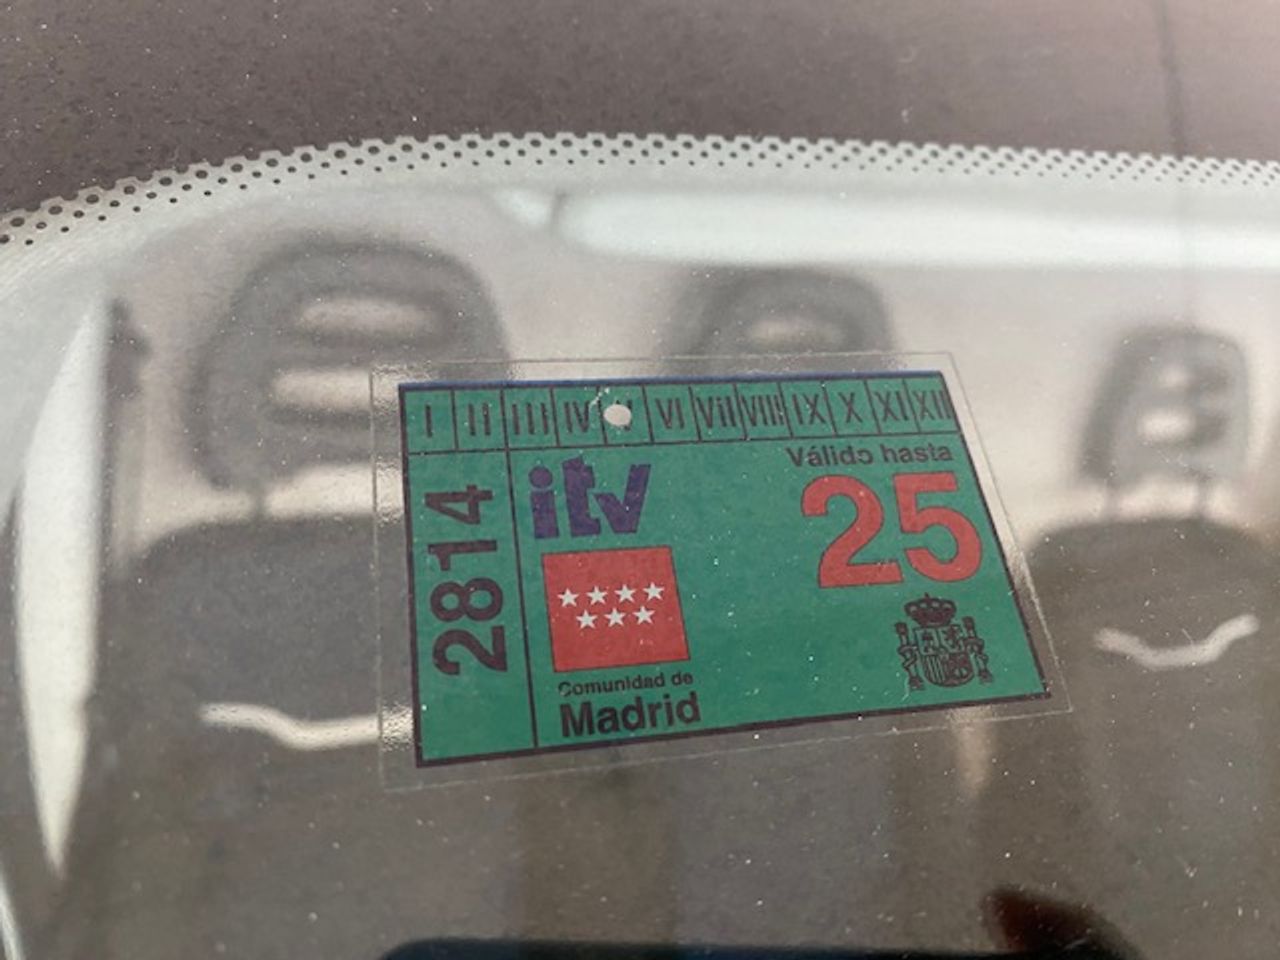 I II III IV V VI VII VIII IX X XI XII
2814
itv
Válido hasta
25
Comunidad de
Madrid